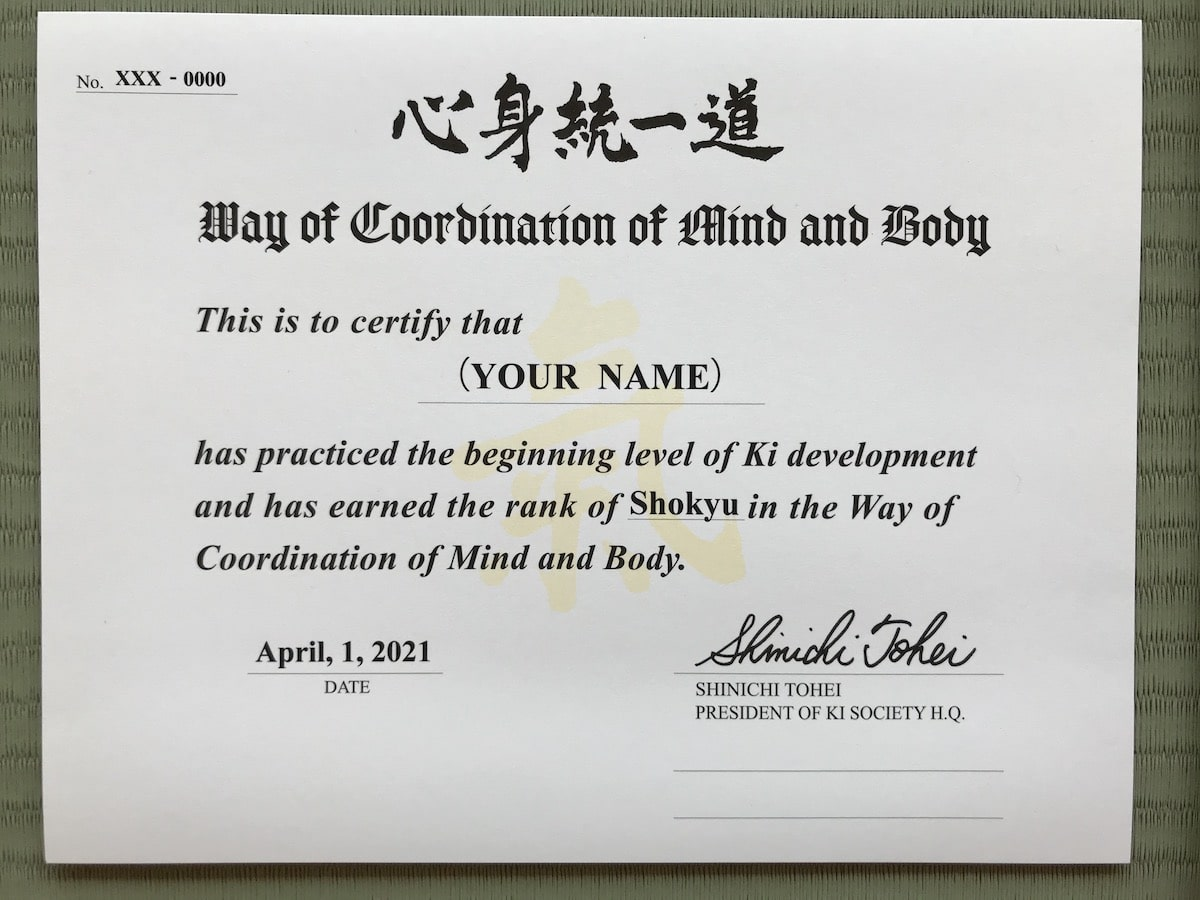 No. XXX - 0000
心身統一道
Way of Coordination of Mind and Body
This is to certify that
(YOUR NAME)
氣
has practiced the beginning level of Ki development
and has earned the rank of Shokyu in the Way of
Coordination of Mind and Body.
April, 1, 2021
DATE
Shinichi Tohei
SHINICHI TOHEI
PRESIDENT OF KI SOCIETY H.Q.